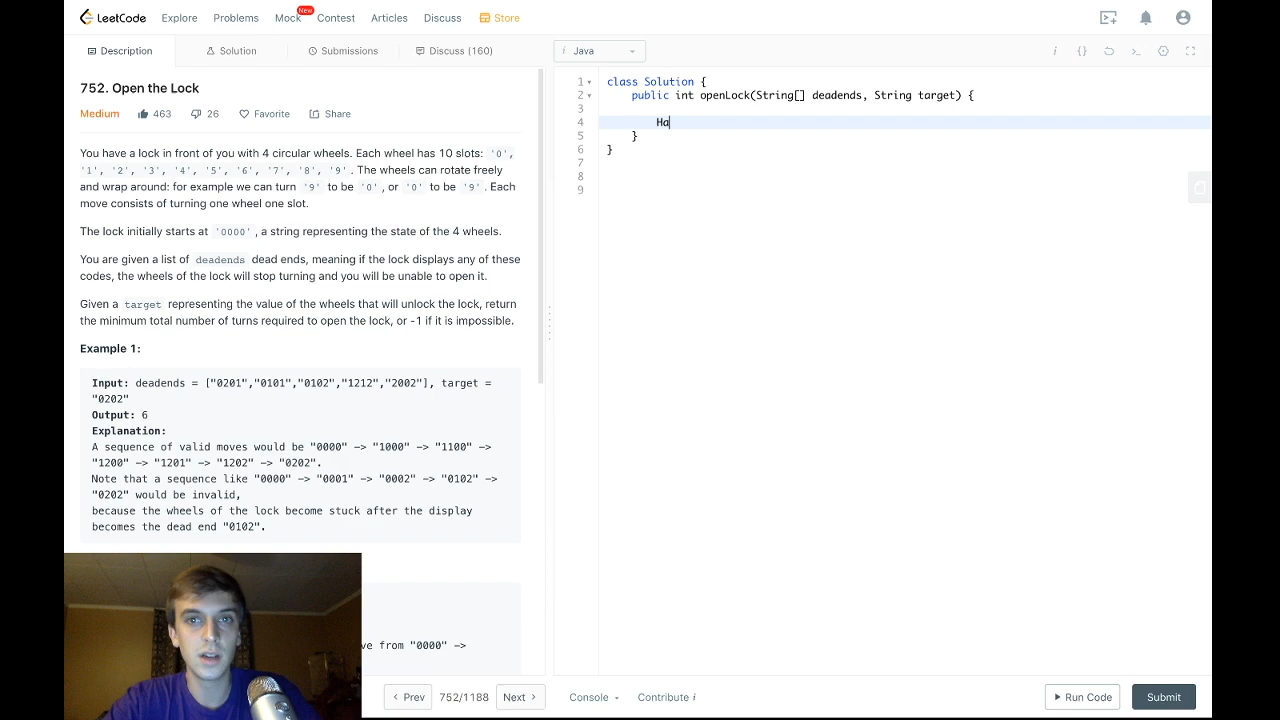 LeetCode Explore Problems Mock New Contest Articles Discuss Store
Description Solution Submissions Discuss (160) i Java i {}
752. Open the Lock
Medium 463 26 Favorite Share
You have a lock in front of you with 4 circular wheels. Each wheel has 10 slots: '0',
'1', '2', '3', '4', '5', '6', '7', '8', '9'. The wheels can rotate freely
and wrap around: for example we can turn '9' to be '0', or '0' to be '9'. Each
move consists of turning one wheel one slot.
The lock initially starts at '0000', a string representing the state of the 4 wheels.
You are given a list of deadends dead ends, meaning if the lock displays any of these
codes, the wheels of the lock will stop turning and you will be unable to open it.
Given a target representing the value of the wheels that will unlock the lock, return
the minimum total number of turns required to open the lock, or -1 if it is impossible.
Example 1:
Input: deadends = ["0201","0101","0102","1212","2002"], target =
"0202"
Output: 6
Explanation:
A sequence of valid moves would be "0000" -> "1000" -> "1100" ->
"1200" -> "1201" -> "1202" -> "0202".
Note that a sequence like "0000" -> "0001" -> "0002" -> "0102" ->
"0202" would be invalid,
because the wheels of the lock become stuck after the display
becomes the dead end "0102".
ve from "0000" ->
1 class Solution {
2 public int openLock(String[] deadends, String target) {
3
4 Ha
5 }
6 }
7
8
9
< Prev 752/1188 Next > Console Contribute i Run Code Submit